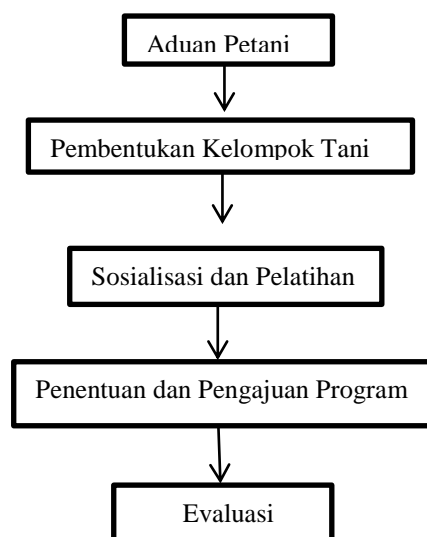 Aduan Petani
Pembentukan Kelompok Tani
Sosialisasi dan Pelatihan
Penentuan dan Pengajuan Program
Evaluasi